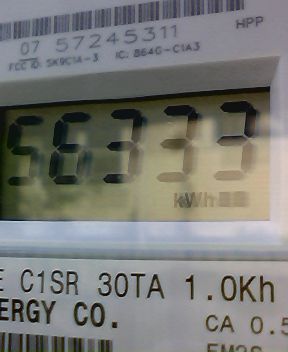 HPP
07 57245311
FCC ID: SK9C1A-3 IC: 864G-C1A3
56333
kWh
E C1SR 30TA 1.0Kh
ERGY CO.
CA 0.5